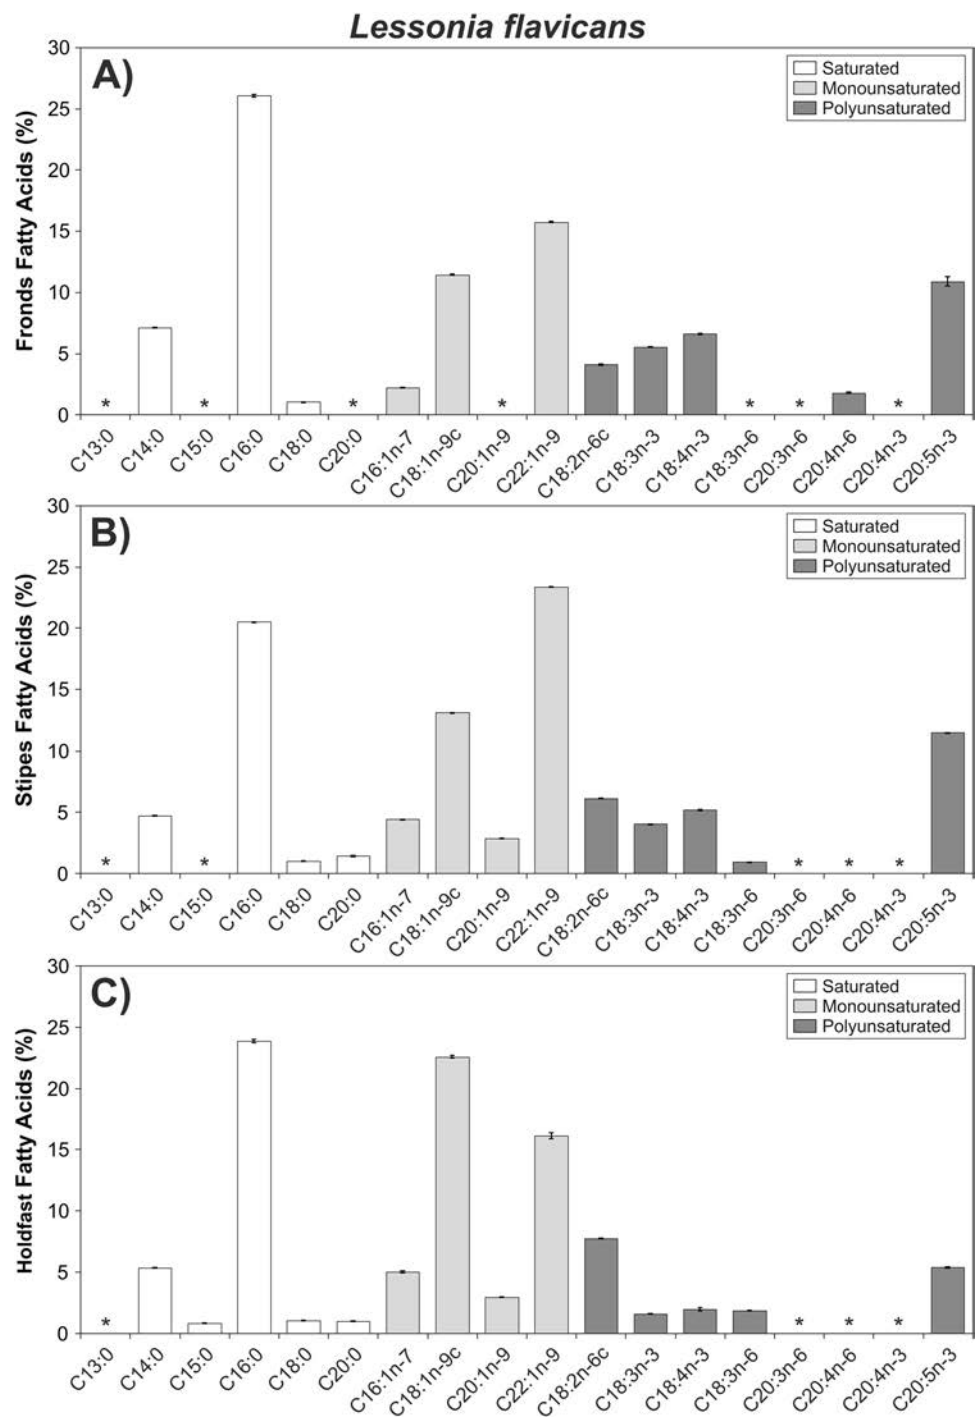 Lessonia flavicans
A)
Fronds Fatty Acids (%)
30
25
20
15
10
5
0
Saturated
Monounsaturated
Polyunsaturated
* * * * * * *
C13:0 C14:0 C15:0 C16:0 C18:0 C20:0 C16:1n-7 C18:1n-9c C20:1n-9 C22:1n-9 C18:2n-6c C18:3n-3 C18:4n-3 C18:3n-6 C20:3n-6 C20:4n-6 C20:4n-3 C20:5n-3
B)
Stipes Fatty Acids (%)
30
25
20
15
10
5
0
Saturated
Monounsaturated
Polyunsaturated
* * * * *
C13:0 C14:0 C15:0 C16:0 C18:0 C20:0 C16:1n-7 C18:1n-9c C20:1n-9 C22:1n-9 C18:2n-6c C18:3n-3 C18:4n-3 C18:3n-6 C20:3n-6 C20:4n-6 C20:4n-3 C20:5n-3
C)
Holdfast Fatty Acids (%)
30
25
20
15
10
5
0
Saturated
Monounsaturated
Polyunsaturated
* * * *
C13:0 C14:0 C15:0 C16:0 C18:0 C20:0 C16:1n-7 C18:1n-9c C20:1n-9 C22:1n-9 C18:2n-6c C18:3n-3 C18:4n-3 C18:3n-6 C20:3n-6 C20:4n-6 C20:4n-3 C20:5n-3